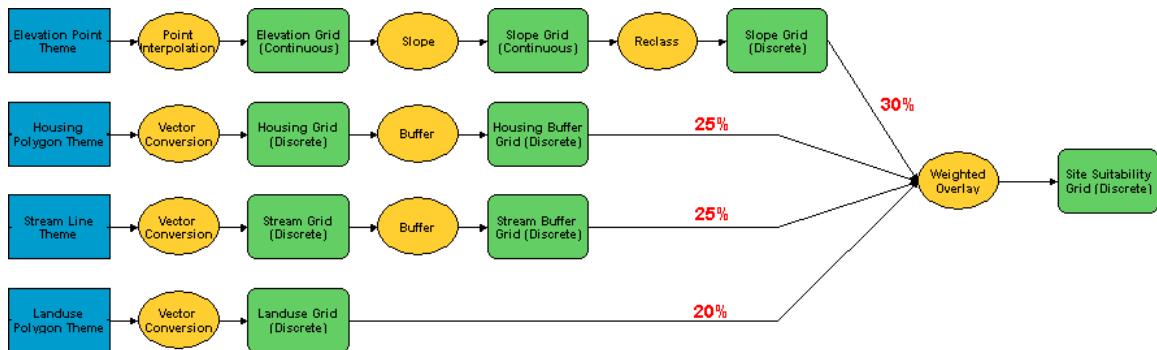 Elevation Point
Theme
Point
Interpolation
Elevation Grid
(Continuous)
Slope
Slope Grid
(Continuous)
Reclass
Slope Grid
(Discrete)
30%
Housing
Polygon Theme
Vector
Conversion
Housing Grid
(Discrete)
Buffer
Housing Buffer
Grid (Discrete)
25%
Weighted
Overlay
Site Suitability
Grid (Discrete)
Stream Line
Theme
Vector
Conversion
Stream Grid
(Discrete)
Buffer
Stream Buffer
Grid (Discrete)
25%
Landuse
Polygon Theme
Vector
Conversion
Landuse Grid
(Discrete)
20%